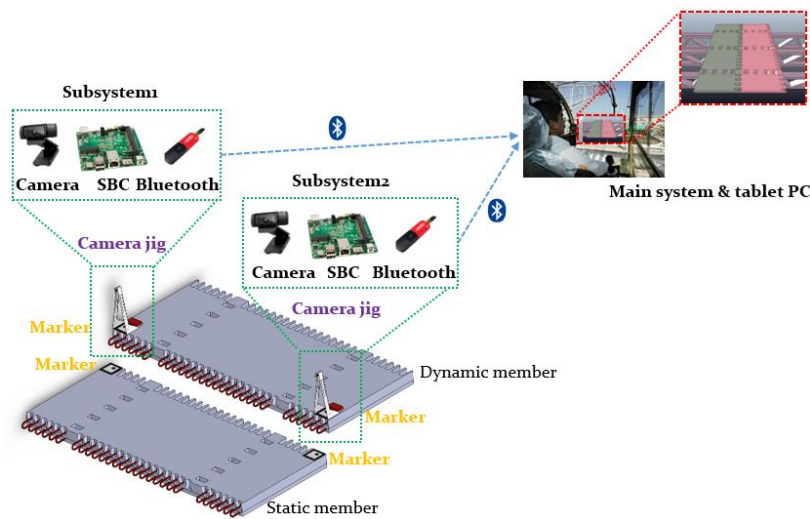 Subsystem1
Camera SBC Bluetooth
Subsystem2
Camera SBC Bluetooth
Main system & tablet PC
Camera jig
Camera jig
Marker
Marker
Dynamic member
Marker
Marker
Static member